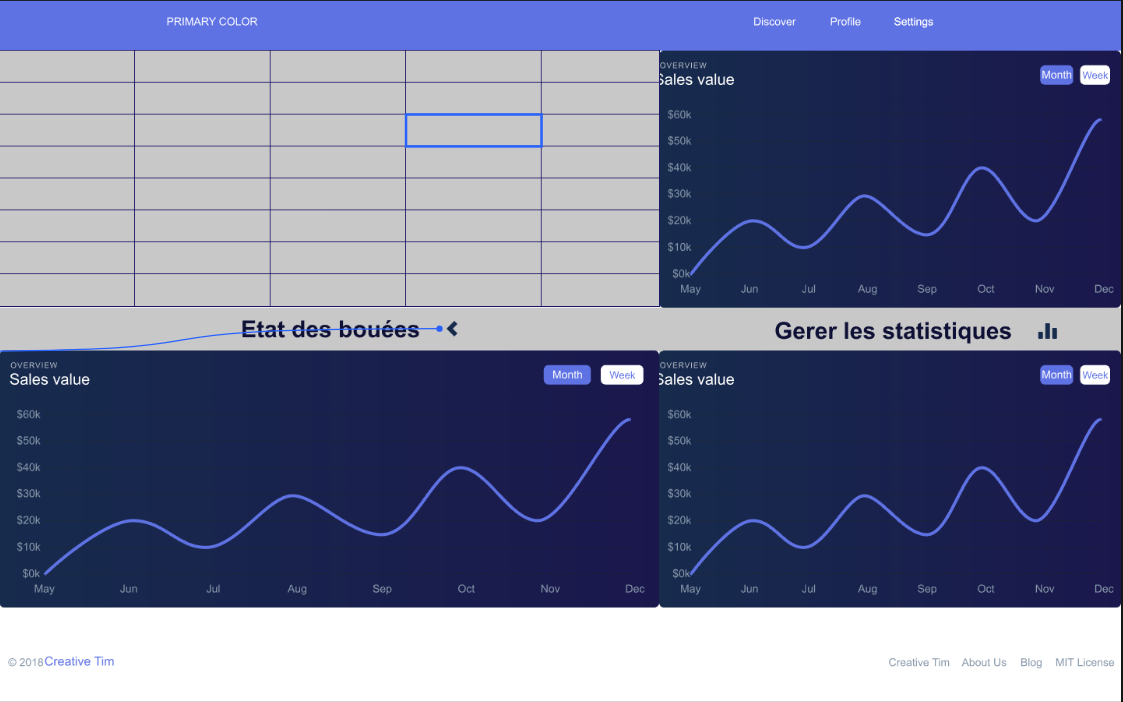 PRIMARY COLOR
Discover Profile Settings
OVERVIEW
Sales value
Month Week
$60k
$50k
$40k
$30k
$20k
$10k
$0k
May Jun Jul Aug Sep Oct Nov Dec
Etat des bouées
Gerer les statistiques
OVERVIEW
Sales value
Month Week
$60k
$50k
$40k
$30k
$20k
$10k
$0k
May Jun Jul Aug Sep Oct Nov Dec
OVERVIEW
Sales value
Month Week
$60k
$50k
$40k
$30k
$20k
$10k
$0k
May Jun Jul Aug Sep Oct Nov Dec
© 2018 Creative Tim
Creative Tim About Us Blog MIT License